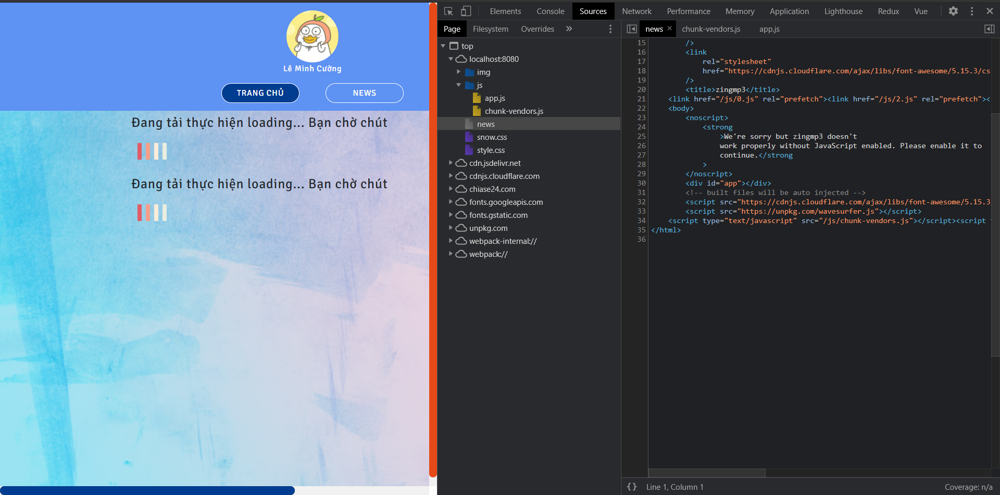 Lê Minh Cường
TRANG CHỦ NEWS
Đang tải thực hiện loading... Bạn chờ chút
Đang tải thực hiện loading... Bạn chờ chút
Elements Console Sources Network Performance Memory Application Lighthouse Redux Vue
Page Filesystem Overrides »
top
localhost:8080
img
js
app.js
chunk-vendors.js
news
snow.css
style.css
cdn.jsdelivr.net
cdnjs.cloudflare.com
chiase24.com
fonts.googleapis.com
fonts.gstatic.com
unpkg.com
webpack-internal://
webpack://
news × chunk-vendors.js app.js
15 />
16 <link
17 rel="stylesheet"
18 href="https://cdnjs.cloudflare.com/ajax/libs/font-awesome/5.15.3/cs
19 />
20 <title>zingmp3</title>
21 <link href="/js/0.js" rel="prefetch"><link href="/js/2.js" rel="prefetch"><
22 <body>
23 <noscript>
24 <strong
25 >We're sorry but zingmp3 doesn't
26 work properly without JavaScript enabled. Please enable it to
27 continue.</strong
28 >
29 </noscript>
30 <div id="app"></div>
31 <!-- built files will be auto injected -->
32 <script src="https://cdnjs.cloudflare.com/ajax/libs/font-awesome/5.15.3
33 <script src="https://unpkg.com/wavesurfer.js"></script>
34 <script type="text/javascript" src="/js/chunk-vendors.js"></script><script
35 </html>
36
{} Line 1, Column 1 Coverage: n/a